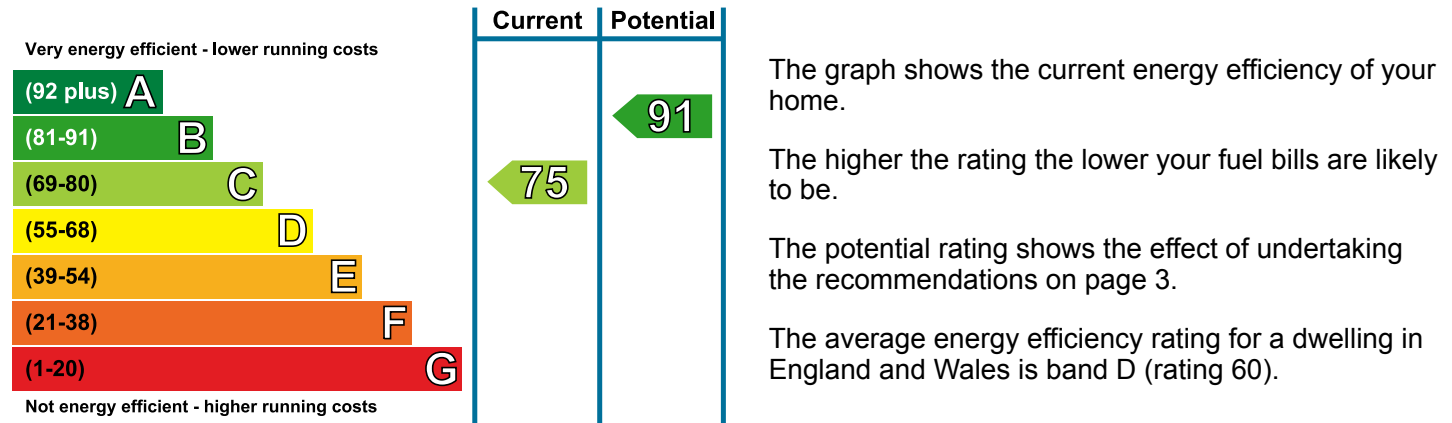 Current Potential
Very energy efficient - lower running costs
(92 plus) A
(81-91) B
(69-80) C
(55-68) D
(39-54) E
(21-38) F
(1-20) G
Not energy efficient - higher running costs
91
75
The graph shows the current energy efficiency of your
home.
The higher the rating the lower your fuel bills are likely
to be.
The potential rating shows the effect of undertaking
the recommendations on page 3.
The average energy efficiency rating for a dwelling in
England and Wales is band D (rating 60).